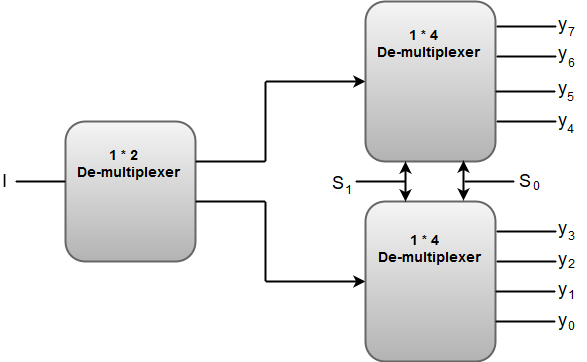 I
1 * 2
De-multiplexer
1 * 4
De-multiplexer
y7
y6
y5
y4
S1
S0
1 * 4
De-multiplexer
y3
y2
y1
y0